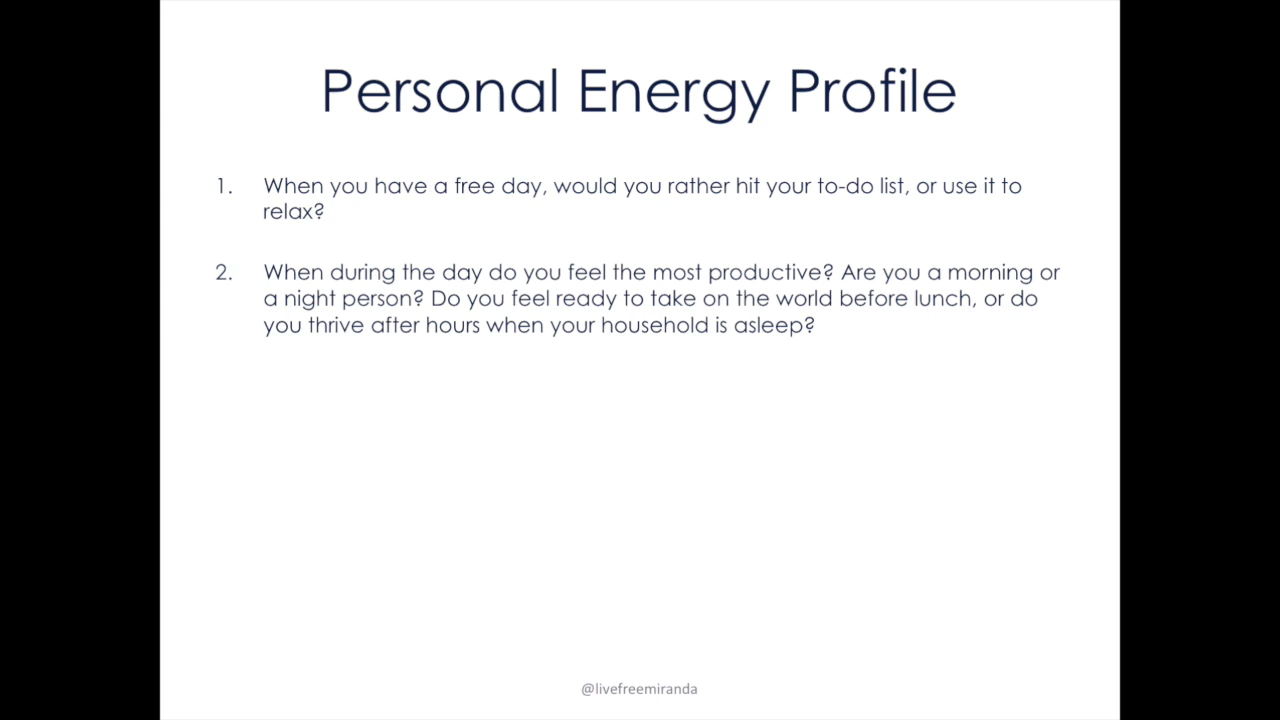 Personal Energy Profile
1. When you have a free day, would you rather hit your to-do list, or use it to
relax?
2. When during the day do you feel the most productive? Are you a morning or
a night person? Do you feel ready to take on the world before lunch, or do
you thrive after hours when your household is asleep?
@livefreemiranda